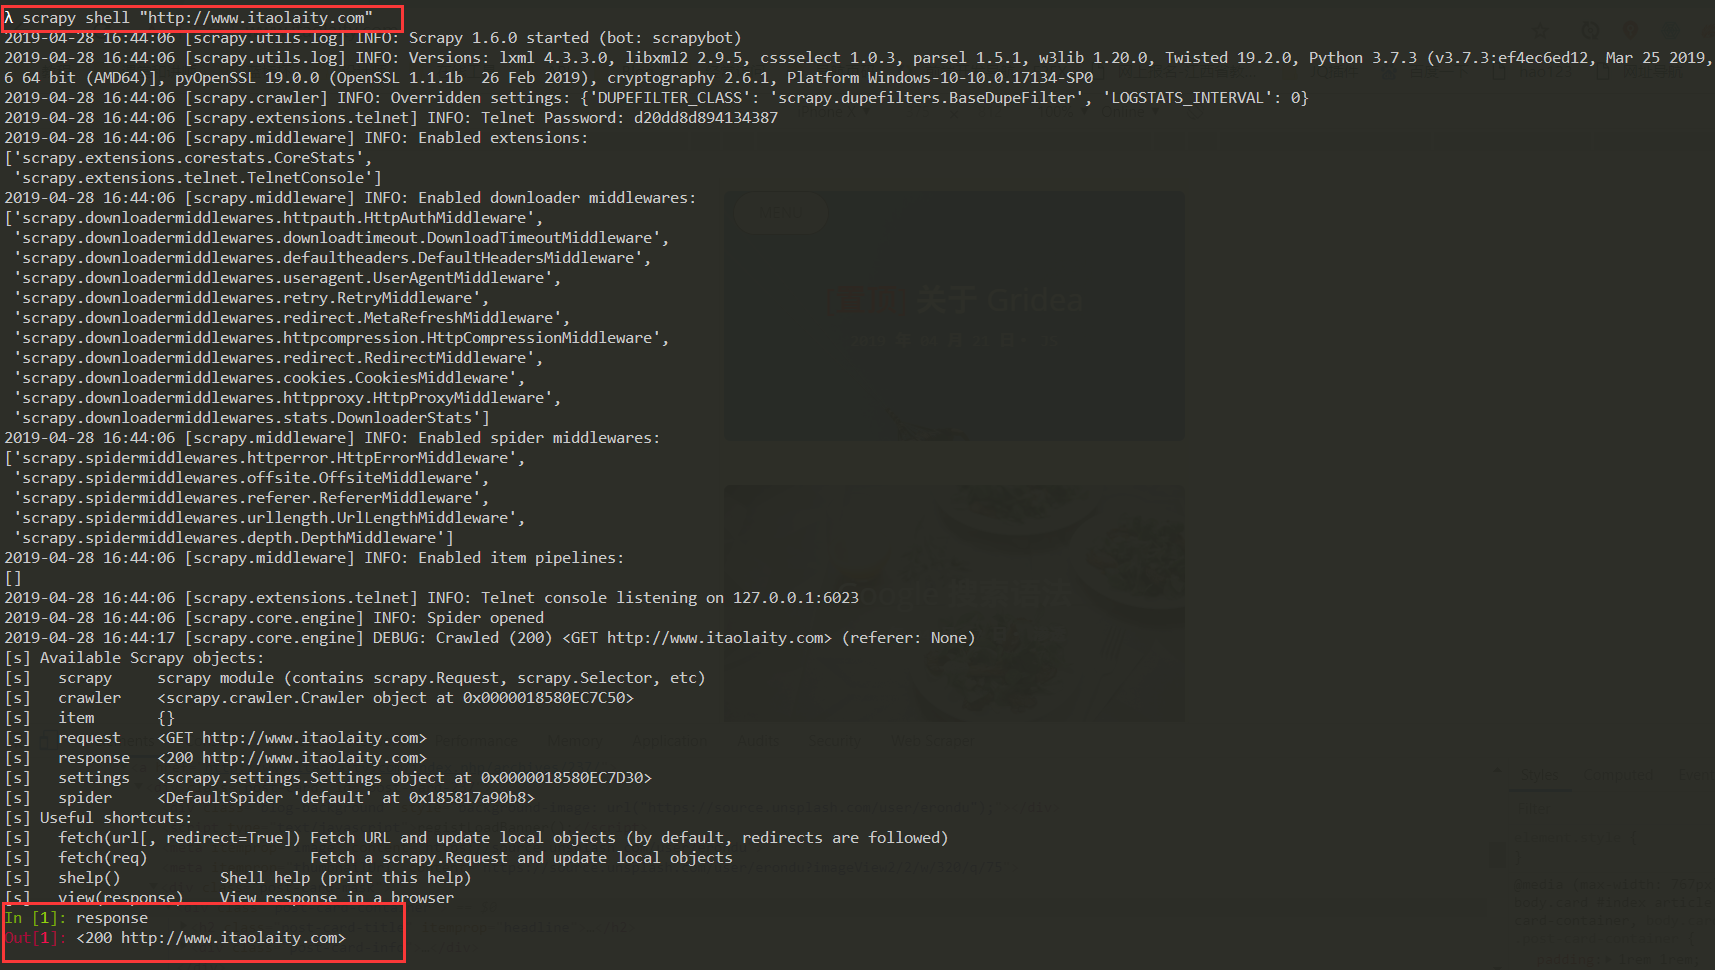 λ scrapy shell "http://www.itaolaity.com"
2019-04-28 16:44:06 [scrapy.utils.log] INFO: Scrapy 1.6.0 started (bot: scrapybot)
2019-04-28 16:44:06 [scrapy.utils.log] INFO: Versions: lxml 4.3.3.0, libxml2 2.9.5, cssselect 1.0.3, parsel 1.5.1, w3lib 1.20.0, Twisted 19.2.0, Python 3.7.3 (v3.7.3:ef4ec6ed12, Mar 25 2019,
6 64 bit (AMD64)], pyOpenSSL 19.0.0 (OpenSSL 1.1.1b  26 Feb 2019), cryptography 2.6.1, Platform Windows-10-10.0.17134-SP0
2019-04-28 16:44:06 [scrapy.crawler] INFO: Overridden settings: {'DUPEFILTER_CLASS': 'scrapy.dupefilters.BaseDupeFilter', 'LOGSTATS_INTERVAL': 0}
2019-04-28 16:44:06 [scrapy.extensions.telnet] INFO: Telnet Password: d20dd8d894134387
2019-04-28 16:44:06 [scrapy.middleware] INFO: Enabled extensions:
['scrapy.extensions.corestats.CoreStats',
 'scrapy.extensions.telnet.TelnetConsole']
2019-04-28 16:44:06 [scrapy.middleware] INFO: Enabled downloader middlewares:
['scrapy.downloadermiddlewares.httpauth.HttpAuthMiddleware',
 'scrapy.downloadermiddlewares.downloadtimeout.DownloadTimeoutMiddleware',
 'scrapy.downloadermiddlewares.defaultheaders.DefaultHeadersMiddleware',
 'scrapy.downloadermiddlewares.useragent.UserAgentMiddleware',
 'scrapy.downloadermiddlewares.retry.RetryMiddleware',
 'scrapy.downloadermiddlewares.redirect.MetaRefreshMiddleware',
 'scrapy.downloadermiddlewares.httpcompression.HttpCompressionMiddleware',
 'scrapy.downloadermiddlewares.redirect.RedirectMiddleware',
 'scrapy.downloadermiddlewares.cookies.CookiesMiddleware',
 'scrapy.downloadermiddlewares.httpproxy.HttpProxyMiddleware',
 'scrapy.downloadermiddlewares.stats.DownloaderStats']
2019-04-28 16:44:06 [scrapy.middleware] INFO: Enabled spider middlewares:
['scrapy.spidermiddlewares.httperror.HttpErrorMiddleware',
 'scrapy.spidermiddlewares.offsite.OffsiteMiddleware',
 'scrapy.spidermiddlewares.referer.RefererMiddleware',
 'scrapy.spidermiddlewares.urllength.UrlLengthMiddleware',
 'scrapy.spidermiddlewares.depth.DepthMiddleware']
2019-04-28 16:44:06 [scrapy.middleware] INFO: Enabled item pipelines:
[]
2019-04-28 16:44:06 [scrapy.extensions.telnet] INFO: Telnet console listening on 127.0.0.1:6023
2019-04-28 16:44:06 [scrapy.core.engine] INFO: Spider opened
2019-04-28 16:44:17 [scrapy.core.engine] DEBUG: Crawled (200) <GET http://www.itaolaity.com> (referer: None)
[s] Available Scrapy objects:
[s]   scrapy     scrapy module (contains scrapy.Request, scrapy.Selector, etc)
[s]   crawler    <scrapy.crawler.Crawler object at 0x0000018580EC7C50>
[s]   item       {}
[s]   request    <GET http://www.itaolaity.com>
[s]   response   <200 http://www.itaolaity.com>
[s]   settings   <scrapy.settings.Settings object at 0x0000018580EC7D30>
[s]   spider     <DefaultSpider 'default' at 0x185817a90b8>
[s] Useful shortcuts:
[s]   fetch(url[, redirect=True]) Fetch URL and update local objects (by default, redirects are followed)
[s]   fetch(req)                  Fetch a scrapy.Request and update local objects
[s]   shelp()           Shell help (print this help)
[s]   view(response)    View response in a browser
In [1]: response
Out[1]: <200 http://www.itaolaity.com>
关于 Gridea